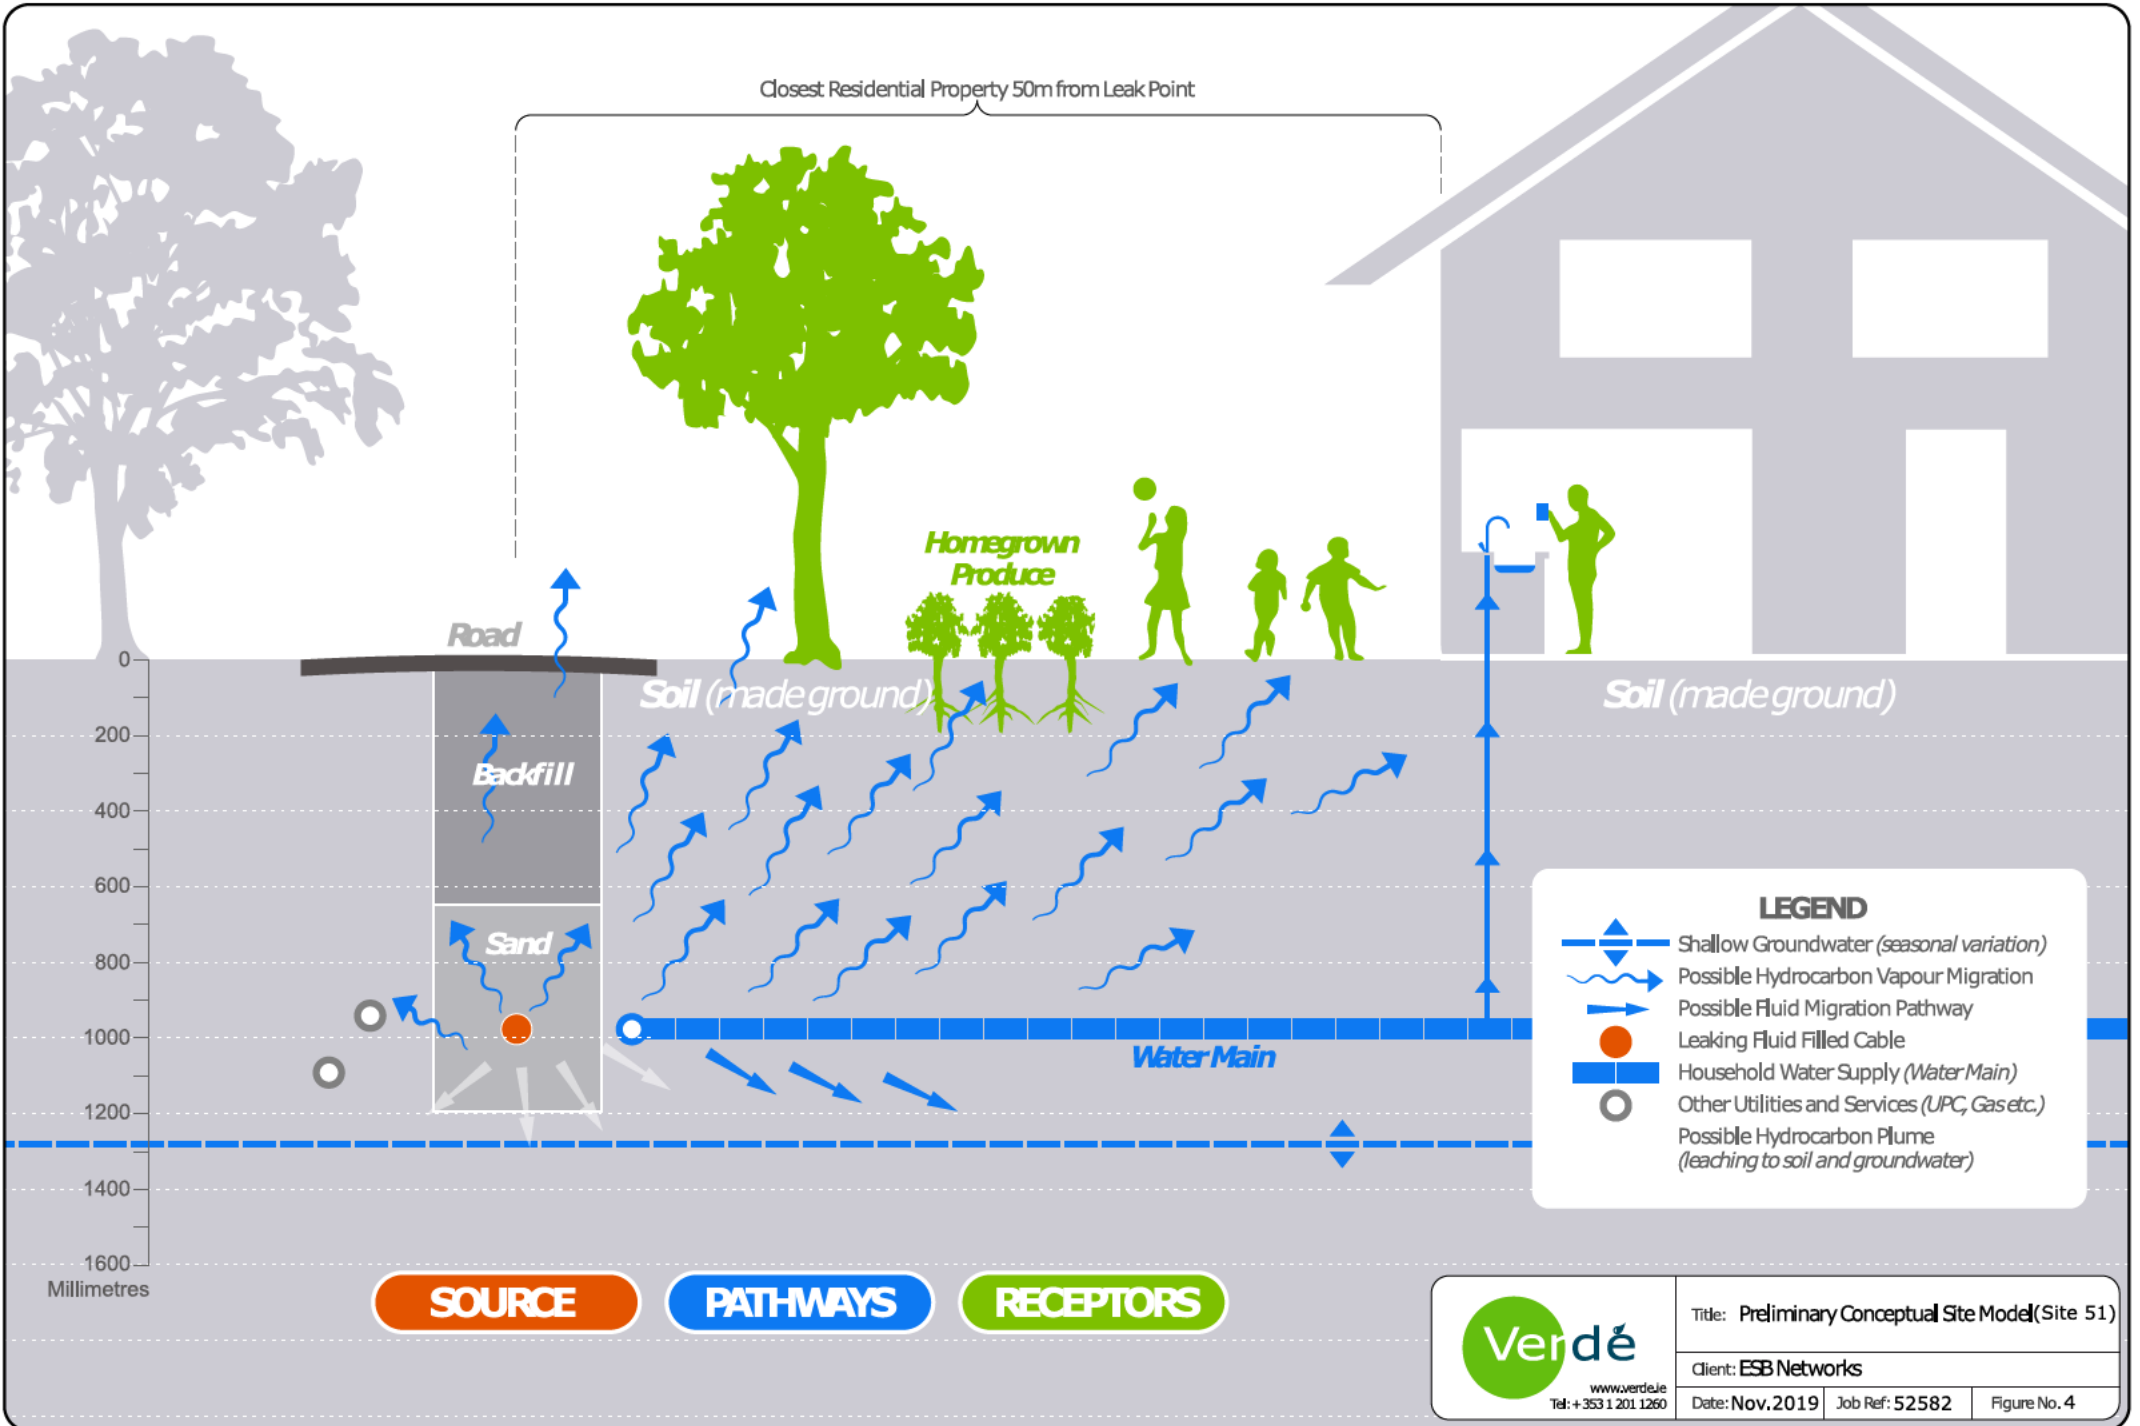 Closest Residential Property 50m from Leak Point
Homegrown
Produce
Road
0
Soil (made ground)
Soil (made ground)
200
Backfill
400
600
LEGEND
Shallow Groundwater (seasonal variation)
Possible Hydrocarbon Vapour Migration
Possible Fluid Migration Pathway
Leaking Fluid Filled Cable
Household Water Supply (Water Main)
Other Utilities and Services (UPC, Gas etc.)
Possible Hydrocarbon Plume
(leaching to soil and groundwater)
Sand
800
1000
Water Main
1200
1400
1600
Millimetres
SOURCE
PATHWAYS
RECEPTORS
Verdé
www.verde.ie
Tel: + 353 1 201 1260
Title: Preliminary Conceptual Site Model(Site 51)
Client: ESB Networks
Date: Nov.2019
Job Ref: 52582
Figure No. 4